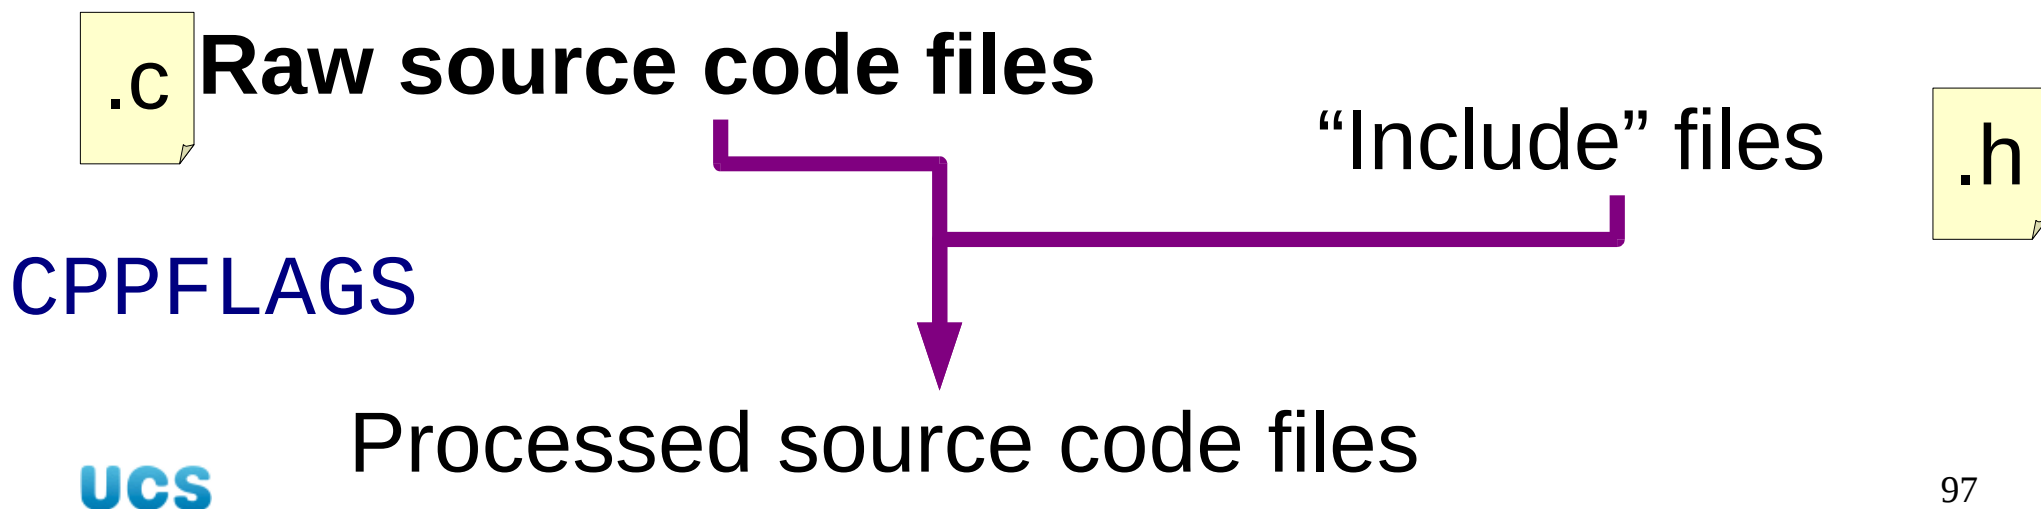 .c
Raw source code files
“Include” files
.h
CPPFLAGS
Processed source code files
UCS
97